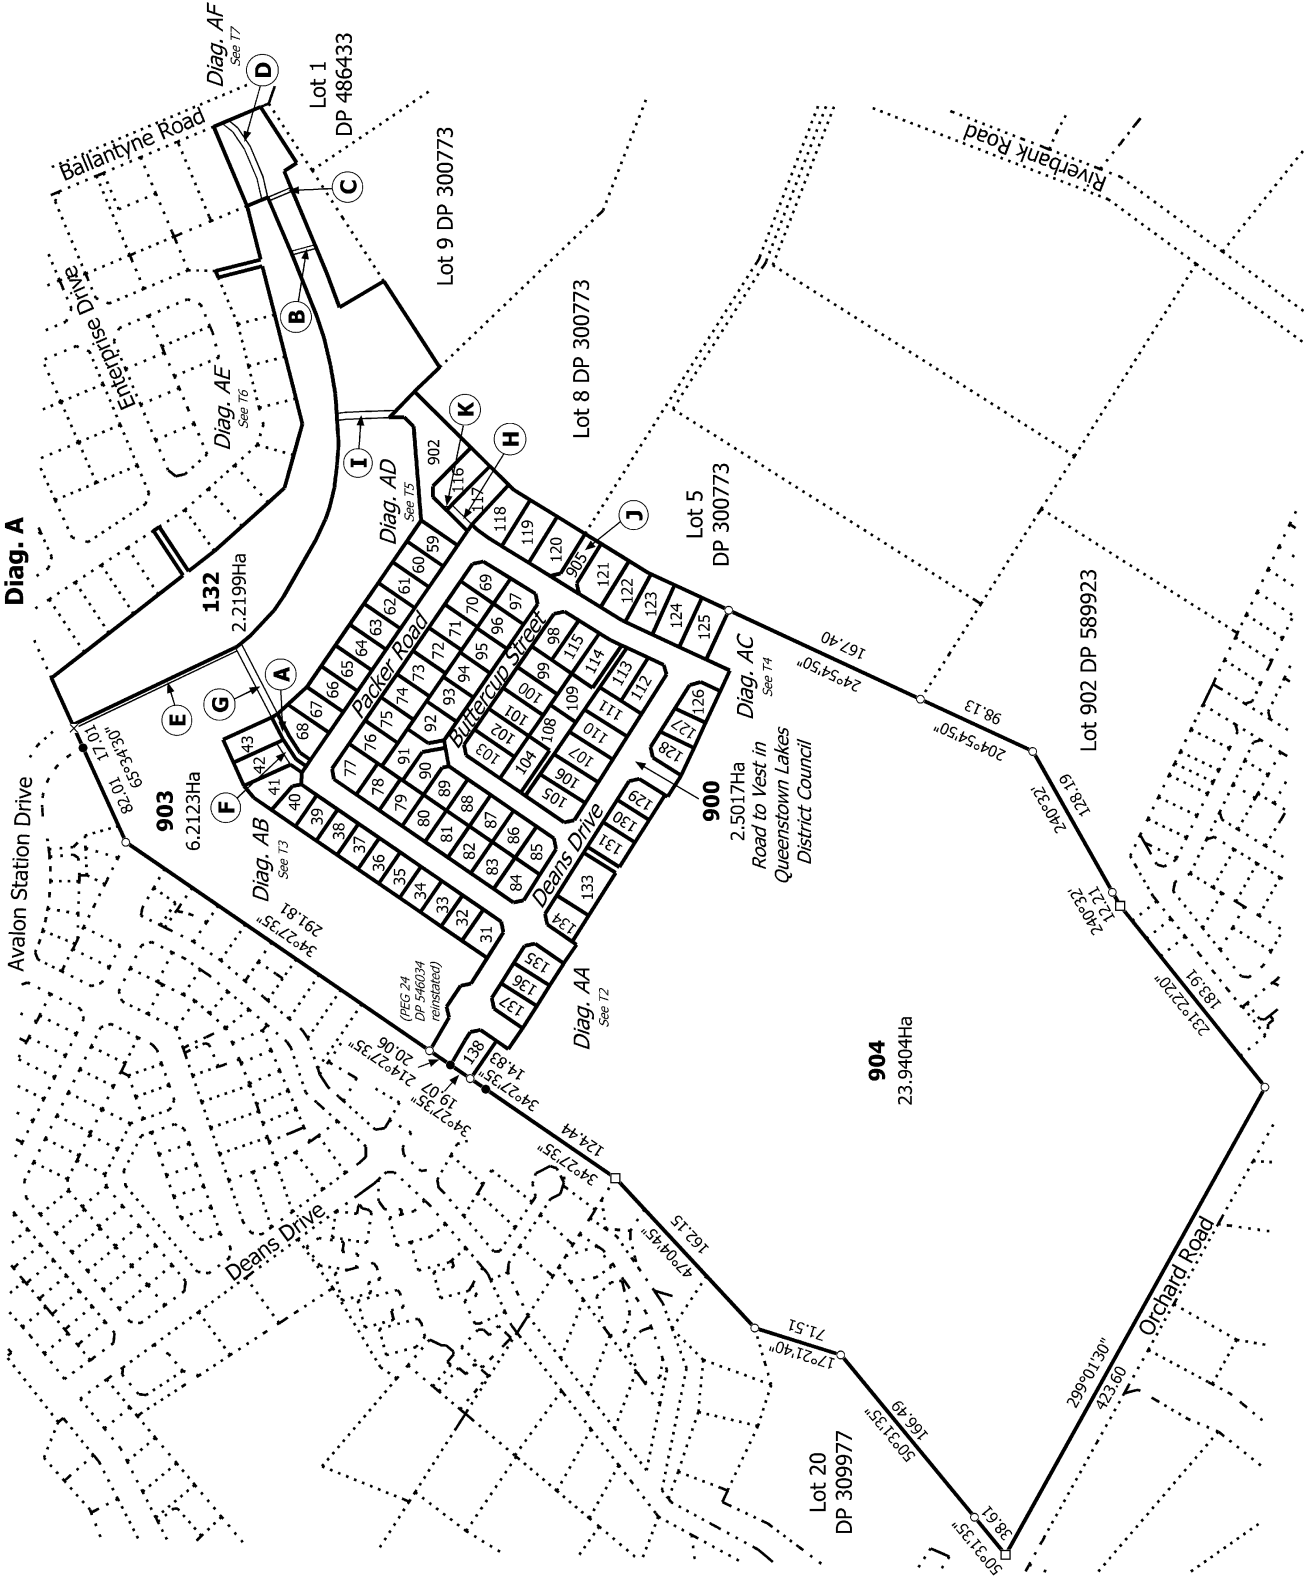 Diag. A
Diag. AF
See T7
D
Lot 1
DP 486433
Ballantyne Road
C
Lot 9 DP 300773
Riverbank Road
B
Enterprise Drive
Diag. AE
See T6
Lot 8 DP 300773
I
K
H
902
Diag. AD
See T5
116
117
118
119
120
905
J
121
122
123
124
125
Lot 5
DP 300773
132
2.2199Ha
59
60
61
62
63
64
65
66
67
68
Packer Road
69
70
71
72
73
74
75
76
77
97
96
95
94
93
92
91
90
Buttercup Street
98
99
100
101
102
103
104
115
114
113
112
111
110
109
108
107
106
105
78
79
80
81
82
83
84
89
88
87
86
85
A
G
E
F
43
42
41
40
39
38
37
36
35
34
33
32
31
17.01
82.01
65°34'30"
903
6.2123Ha
Avalon Station Drive
Diag. AB
See T3
34°27'35"
291.81
Diag. AC
See T4
126
127
128
129
130
131
133
134
135
136
137
138
Deans Drive
900
2.5017Ha
Road to Vest in
Queenstown Lakes
District Council
(PEG 24
DP 546034
reinstated)
Diag. AA
See T2
214°27'35"
20.06
34°27'35"
19.07
34°27'35"
14.83
34°27'35"
124.44
47°04'45"
162.15
17°21'40"
71.51
50°31'35"
166.49
50°31'35"
38.61
24°54'50"
167.40
204°54'50"
98.13
240°32'
128.19
240°32'
12.21
231°22'20"
183.91
299°01'30"
423.60
Lot 902 DP 589923
904
23.9404Ha
Deans Drive
Orchard Road
Lot 20
DP 309977